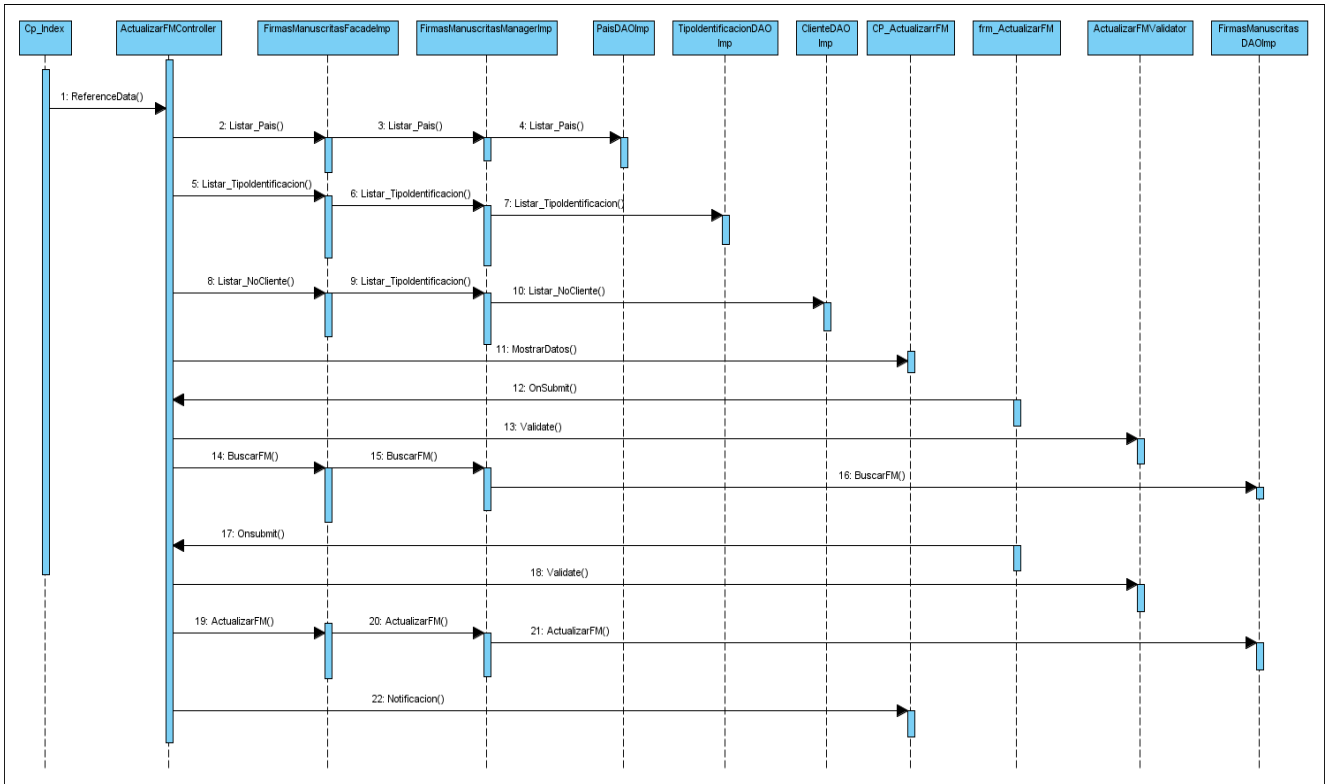 Cp_Index
ActualizarFMController
FirmasManuscritasFacadeImp
FirmasManuscritasManagerImp
PaisDAOImp
TipoIdentificacionDAO
Imp
ClienteDAO
Imp
CP_ActualizarrFM
frm_ActualizarFM
ActualizarFMValidator
FirmasManuscritas
DAOImp
1: ReferenceData()
2: Listar_Pais()
3: Listar_Pais()
4: Listar_Pais()
5: Listar_TipoIdentificacion()
6: Listar_TipoIdentificacion()
7: Listar_TipoIdentificacion()
8: Listar_NoCliente()
9: Listar_TipoIdentificacion()
10: Listar_NoCliente()
11: MostrarDatos()
12: OnSubmit()
13: Validate()
14: BuscarFM()
15: BuscarFM()
16: BuscarFM()
17: Onsubmit()
18: Validate()
19: ActualizarFM()
20: ActualizarFM()
21: ActualizarFM()
22: Notificacion()